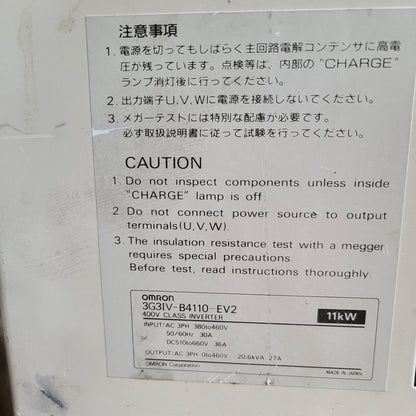 注意事項
1. 電源を切ってもしばらく主回路電解コンデンサに高電
圧が残っています。点検等は、内部の “CHARGE”
ランプ消灯後に行ってください。
2. 出力端子U, V, Wに電源を接続しないでください。
3. メガーテストには特別な配慮が必要です。
必ず取扱説明書に従って試験を行ってください。
CAUTION
1. Do not inspect components unless inside
“CHARGE” lamp is off.
2. Do not connect power source to output
terminals(U, V, W).
3. The insulation resistance test with a megger
requires special precautions.
Before test, read instructions thoroughly.
OMRON
3G3IV-B4110-EV2
400V CLASS INVERTER
11kW
INPUT: AC 3PH 380to460V
50/60Hz 30A
DC510to660V 36A
OUTPUT: AC 3PH 0to460V 20.6kVA 27A
OMRON Corporation
MADE IN JAPAN